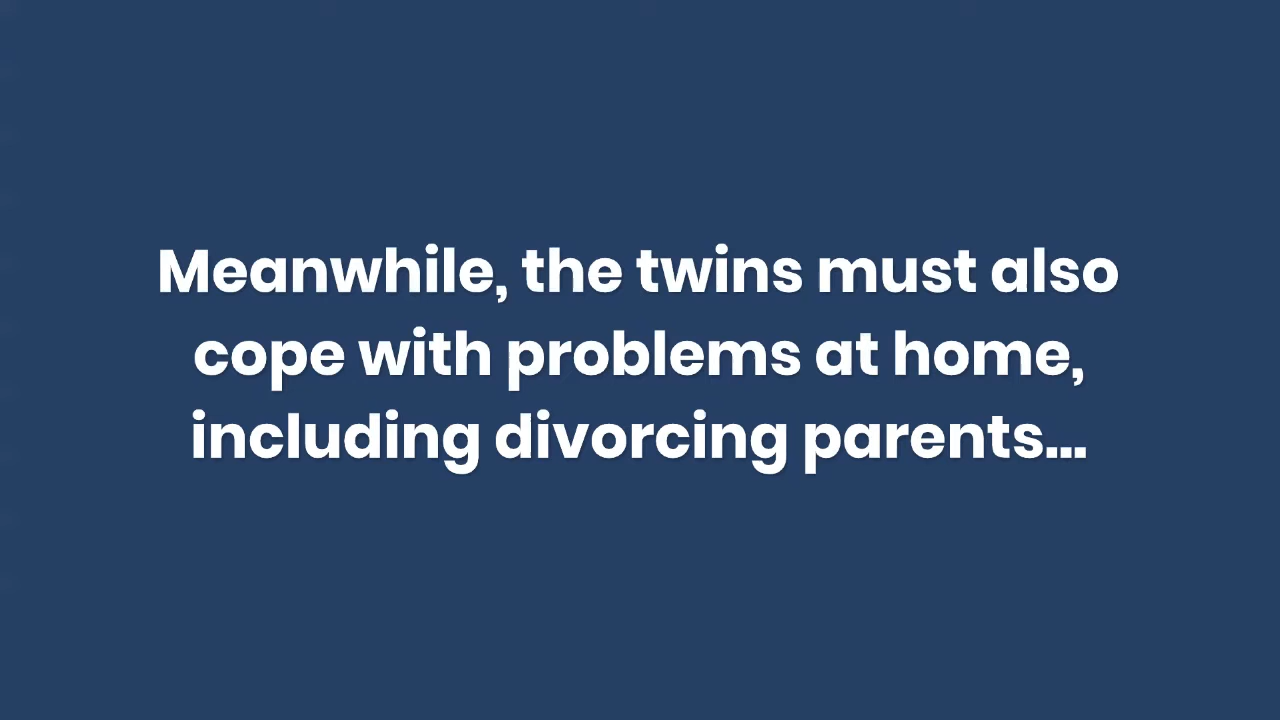 Meanwhile, the twins must also
cope with problems at home,
including divorcing parents...